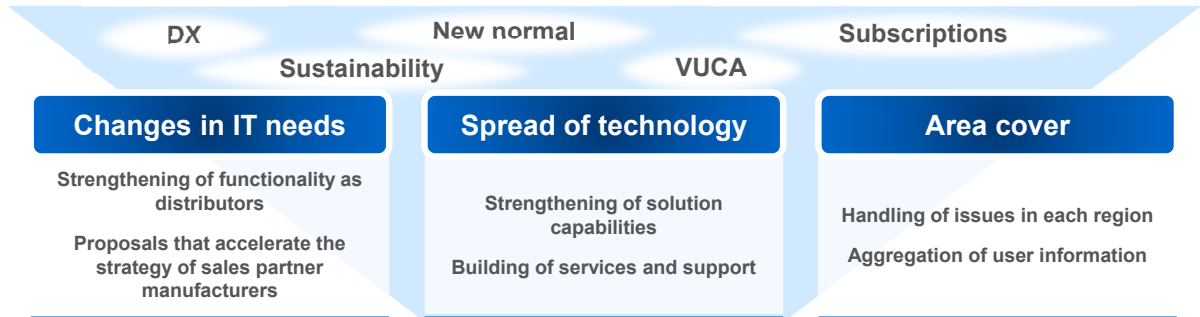 DX
New normal
Subscriptions
Sustainability
VUCA
Changes in IT needs
Strengthening of functionality as
distributors
Proposals that accelerate the
strategy of sales partner
manufacturers
Spread of technology
Strengthening of solution
capabilities
Building of services and support
Area cover
Handling of issues in each region
Aggregation of user information